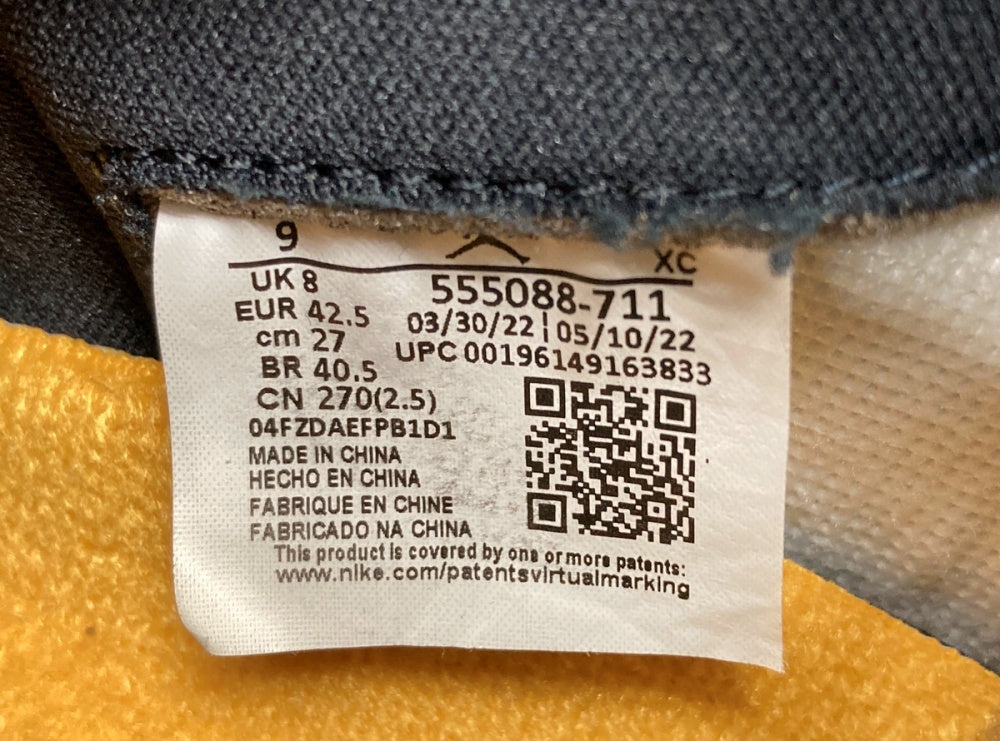 9
XC
UK 8
555088-711
EUR 42.5
03/30/22 | 05/10/22
cm 27
UPC 00196149163833
BR 40.5
CN 270(2.5)
04FZDAEFPB1D1
MADE IN CHINA
HECHO EN CHINA
FABRIQUE EN CHINE
FABRICADO NA CHINA
This product is covered by one or more patents:
www.nike.com/patentsvirtualmarking